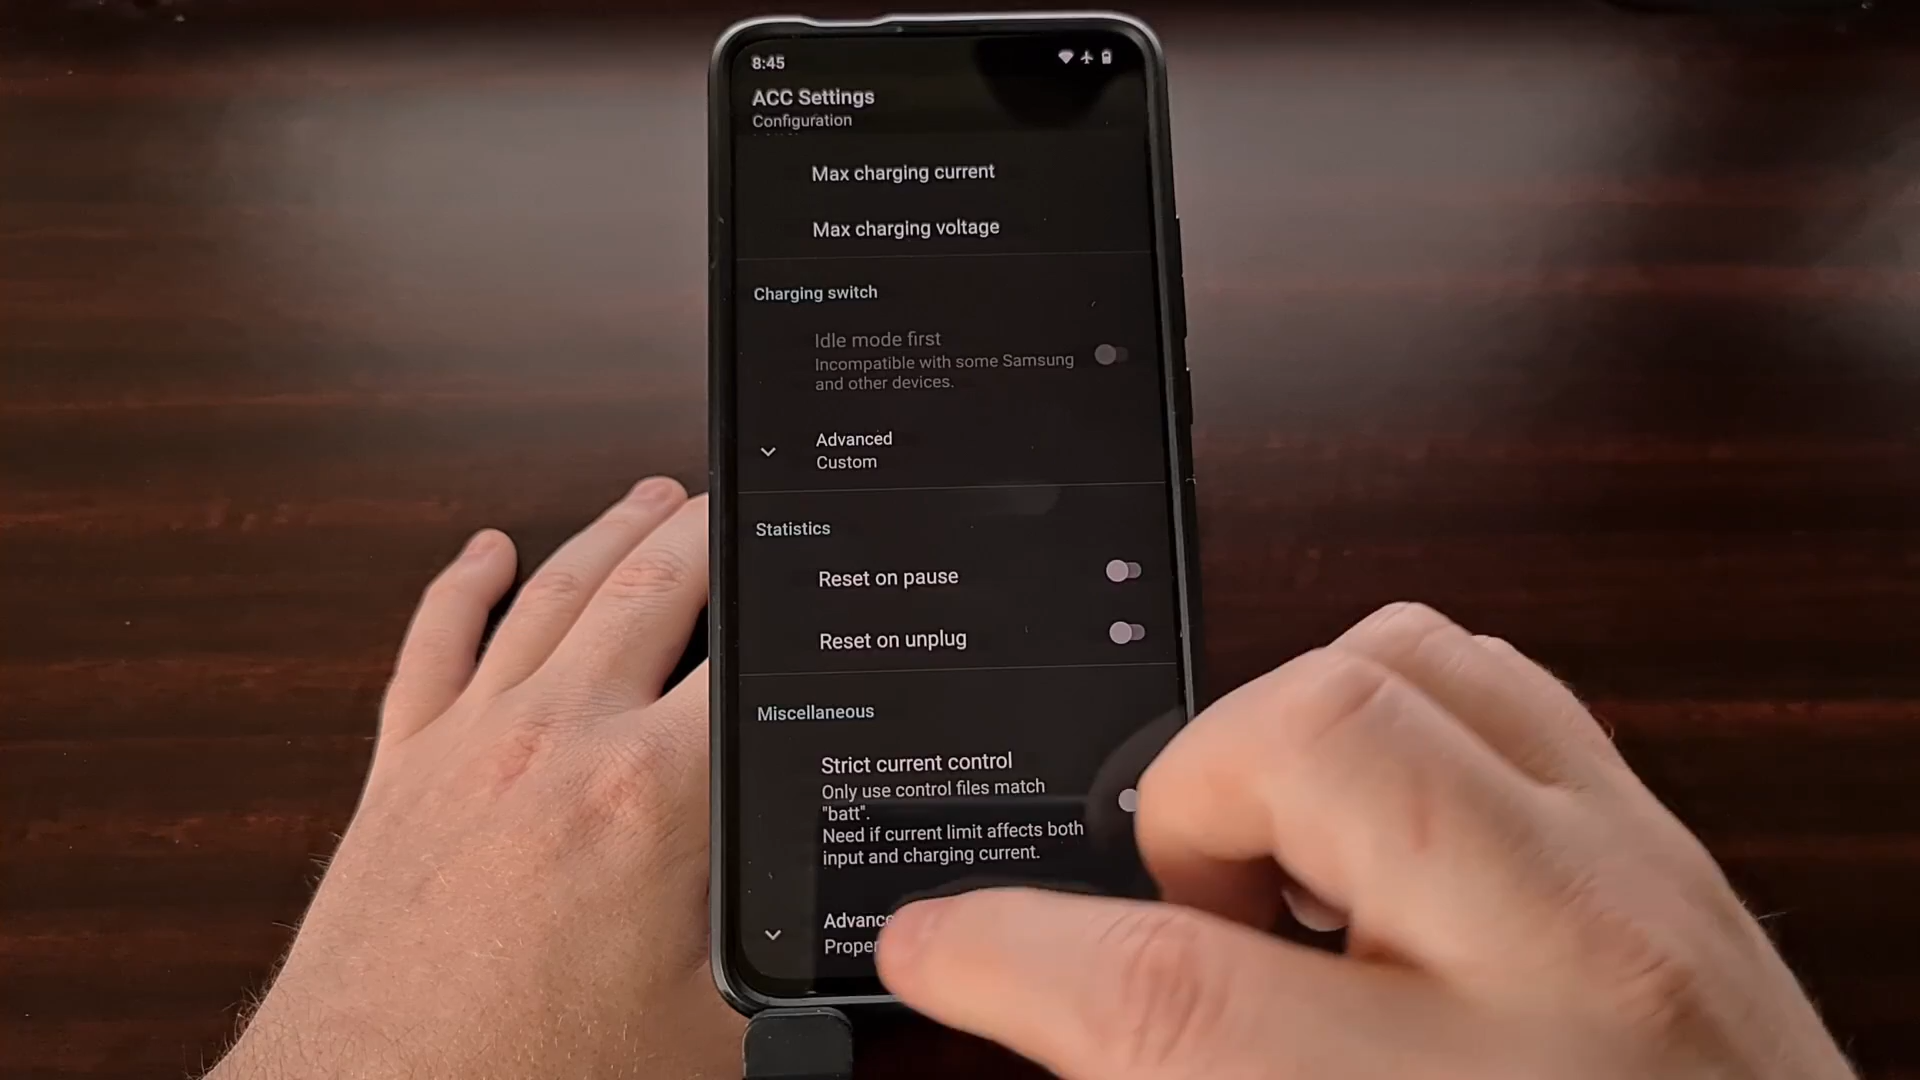 8:45
ACC Settings
Configuration
Max charging current
Max charging voltage
Charging switch
Idle mode first
Incompatible with some Samsung
and other devices.
Advanced
Custom
Statistics
Reset on pause
Reset on unplug
Miscellaneous
Strict current control
Only use control files match
"batt".
Need if current limit affects both
input and charging current.